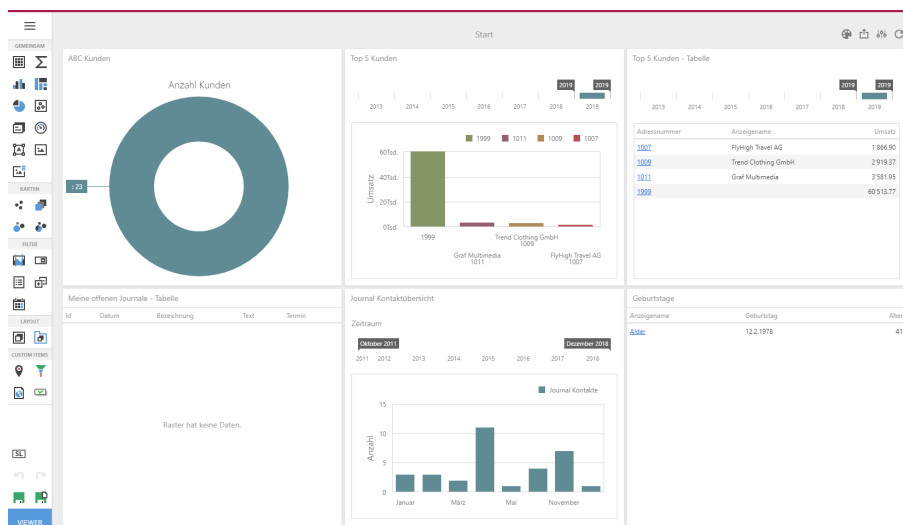 Start
GEMEINSAM
KARTEN
FILTER
LAYOUT
CUSTOM ITEMS
SL
VIEWER
ABC Kunden
Anzahl Kunden
: 23
Top 5 Kunden
2019 2019
2013 2014 2015 2016 2017 2018 2019
1999 1011 1009 1007
Umsatz
60Tsd.
40Tsd.
20Tsd.
0Tsd.
1999
Trend Clothing GmbH
1009
Graf Multimedia
1011
FlyHigh Travel AG
1007
Top 5 Kunden - Tabelle
2019 2019
2013 2014 2015 2016 2017 2018 2019
Adressnummer Anzeigename Umsatz
1007 FlyHigh Travel AG 1'866.90
1009 Trend Clothing GmbH 2'919.37
1011 Graf Multimedia 3'581.95
1999 60'513.77
Meine offenen Journale - Tabelle
Id Datum Bezeichnung Text Termin
Raster hat keine Daten.
Journal Kontaktübersicht
Zeitraum
Oktober 2011 Dezember 2018
2011 2012 2013 2014 2015 2016 2017 2018
Journal Kontakte
Anzahl
15
10
5
0
Januar März Mai November
Geburtstage
Anzeigename Geburtstag Alter
Alder 12.2.1978 41